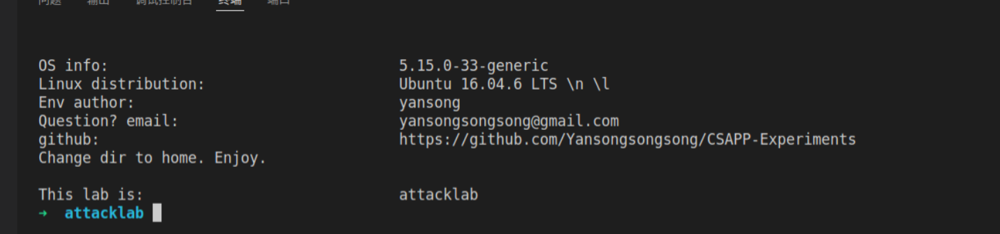 问题 输出 调试控制台 终端 端口
OS info: 5.15.0-33-generic
Linux distribution: Ubuntu 16.04.6 LTS \n \l
Env author: yansong
Question? email: yansongsongsong@gmail.com
github: https://github.com/Yansongsongsong/CSAPP-Experiments
Change dir to home. Enjoy.
This lab is: attacklab
→ attacklab